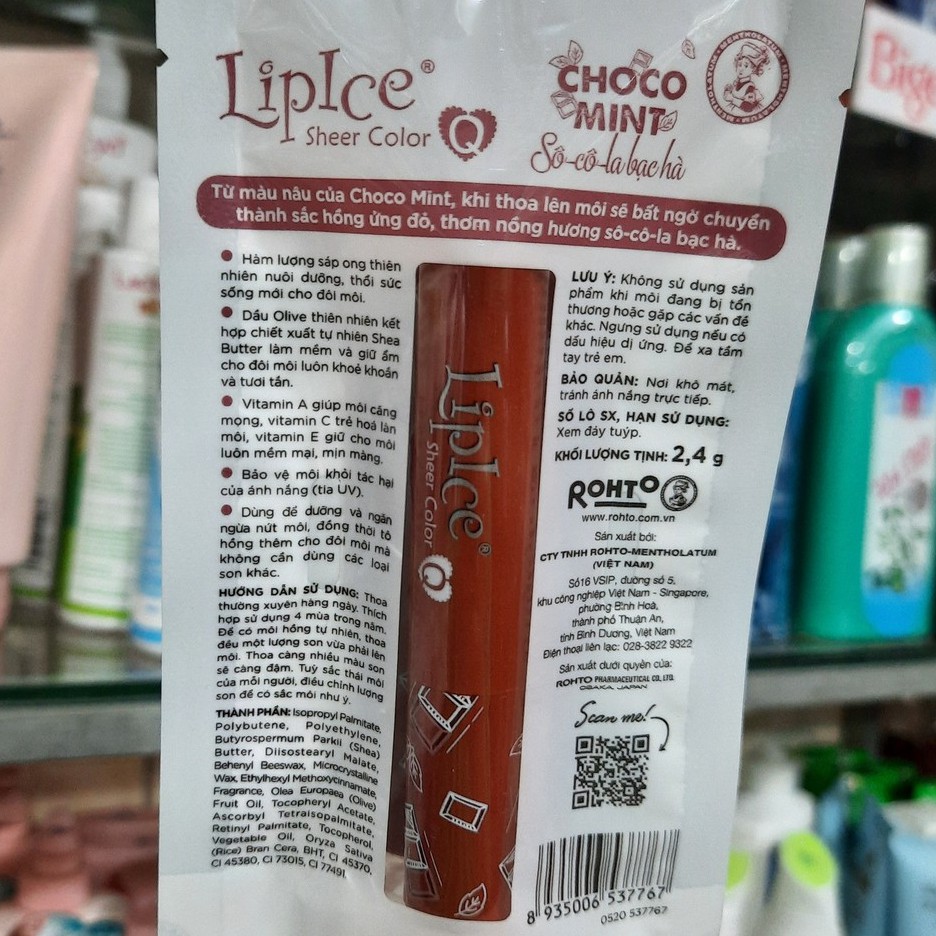 LipIce®
Sheer Color Q
CHOCO
MINT
Sô-cô-la bạc hà
MENTHOLATUM
Từ màu nâu của Choco Mint, khi thoa lên môi sẽ bất ngờ chuyển
thành sắc hồng ửng đỏ, thơm nồng hương sô-cô-la bạc hà.
• Hàm lượng sáp ong thiên
nhiên nuôi dưỡng, thổi sức
sống mới cho đôi môi.
• Dầu Olive thiên nhiên kết
hợp chiết xuất tự nhiên Shea
Butter làm mềm và giữ ẩm
cho đôi môi luôn khoẻ khoắn
và tươi tắn.
• Vitamin A giúp môi căng
mọng, vitamin C trẻ hoá làn
môi, vitamin E giữ cho môi
luôn mềm mại, mịn màng.
• Bảo vệ môi khỏi tác hại
của ánh nắng (tia UV).
• Dùng để dưỡng và ngăn
ngừa nứt môi, đồng thời tô
hồng thêm cho đôi môi mà
không cần dùng các loại
son khác.
HƯỚNG DẪN SỬ DỤNG: Thoa
thường xuyên hàng ngày. Thích
hợp sử dụng 4 mùa trong năm.
Để có môi hồng tự nhiên, thoa
đều một lượng son vừa phải lên
môi. Thoa càng nhiều màu son
sẽ càng đậm. Tuỳ sắc thái môi
của mỗi người, điều chỉnh lượng
son để có sắc môi như ý.
THÀNH PHẦN: Isopropyl Palmitate,
Polybutene, Polyethylene,
Butyrospermum Parkii (Shea)
Butter, Diisostearyl Malate,
Behenyl Beeswax, Microcrystalline
Wax, Ethylhexyl Methoxycinnamate,
Fragrance, Olea Europaea (Olive)
Fruit Oil, Tocopheryl Acetate,
Ascorbyl Tetraisopalmitate,
Retinyl Palmitate, Tocopherol,
Vegetable Oil, Oryza Sativa
(Rice) Bran Cera, BHT, CI 45370,
CI 45380, CI 73015, CI 77491.
LipIce®
Sheer Color Q
LƯU Ý: Không sử dụng sản
phẩm khi môi đang bị tổn
thương hoặc gặp các vấn đề
khác. Ngưng sử dụng nếu có
dấu hiệu dị ứng. Để xa tầm
tay trẻ em.
BẢO QUẢN: Nơi khô mát,
tránh ánh nắng trực tiếp.
SỐ LÔ SX, HẠN SỬ DỤNG:
Xem đáy tuýp.
KHỐI LƯỢNG TỊNH: 2,4 g
ROHTO
www.rohto.com.vn
Sản xuất bởi:
CTY TNHH ROHTO-MENTHOLATUM
(VIỆT NAM)
Số 16 VSIP, đường số 5,
khu công nghiệp Việt Nam - Singapore,
phường Bình Hoà,
thành phố Thuận An,
tỉnh Bình Dương, Việt Nam
Điện thoại liên lạc: 028-3822 9322
Sản xuất dưới quyền của:
ROHTO PHARMACEUTICAL CO., LTD.
OSAKA, JAPAN
Scan me!
8 935006 537767
0520 537767